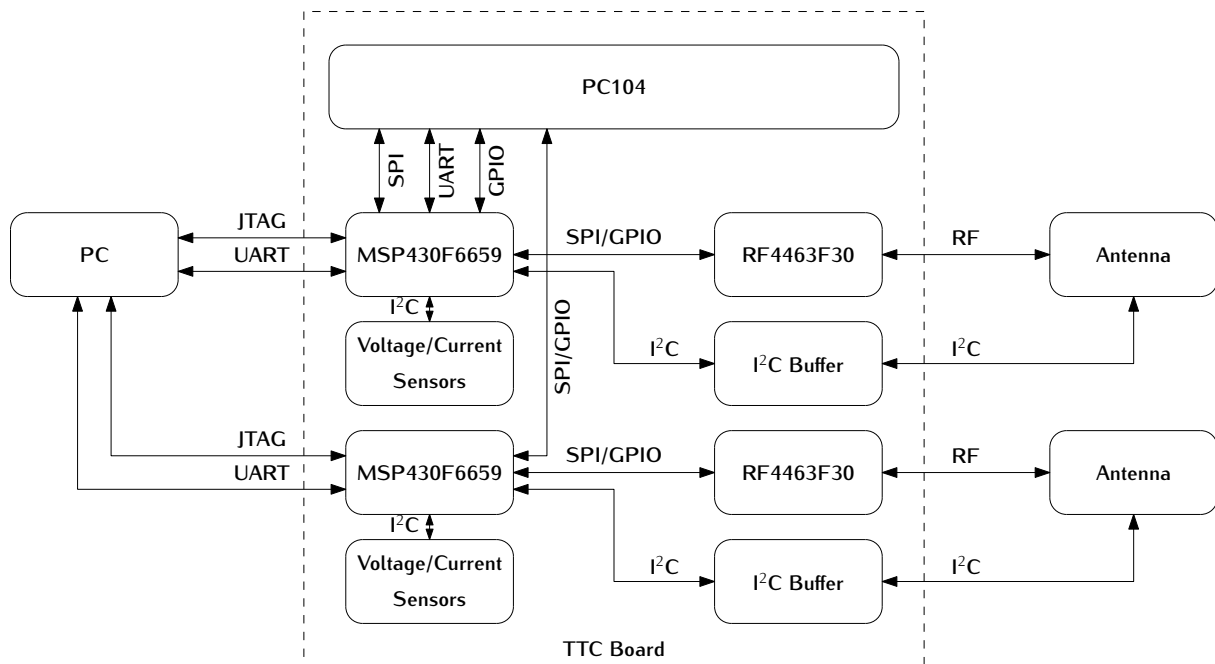 PC104
SPI
UART
GPIO
PC
JTAG
UART
MSP430F6659
SPI/GPIO
RF4463F30
RF
Antenna
I²C
Voltage/Current
Sensors
SPI/GPIO
I²C
I²C Buffer
I²C
JTAG
UART
MSP430F6659
SPI/GPIO
RF4463F30
RF
Antenna
I²C
Voltage/Current
Sensors
I²C
I²C Buffer
I²C
TTC Board